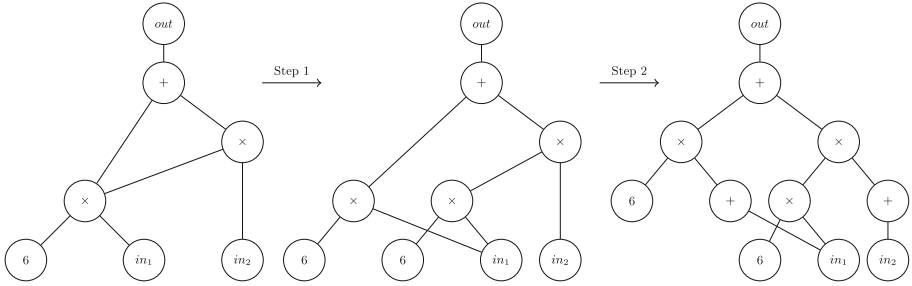 out
+
×
×
6
in₁
in₂
Step 1
out
+
×
×
×
6
6
in₁
in₂
Step 2
out
+
×
×
6
+
×
+
6
in₁
in₂